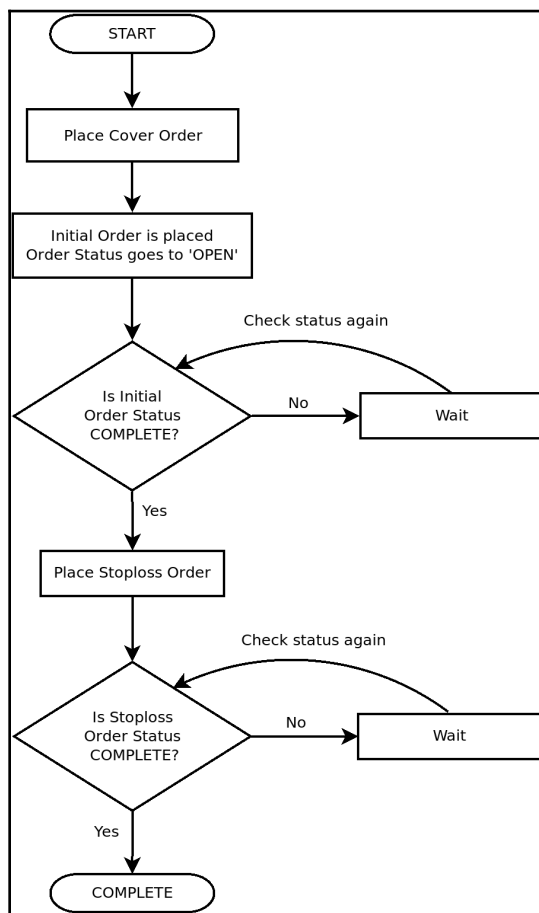 START
Place Cover Order
Initial Order is placed
Order Status goes to 'OPEN'
Check status again
Is Initial
Order Status
COMPLETE?
No
Wait
Yes
Place Stoploss Order
Check status again
Is Stoploss
Order Status
COMPLETE?
No
Wait
Yes
COMPLETE